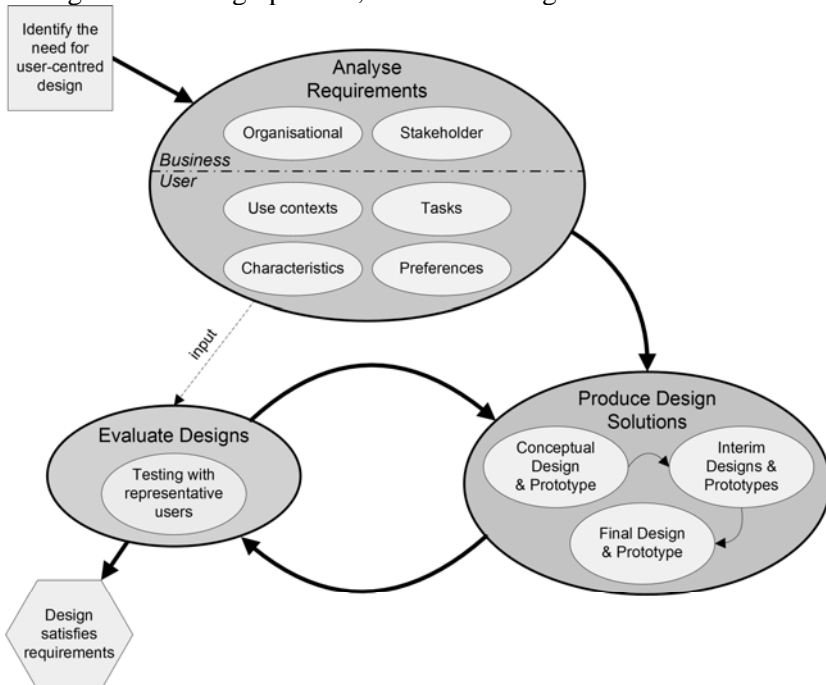 Identify the
need for
user-centred
design
Analyse
Requirements
Organisational
Stakeholder
Business
User
Use contexts
Tasks
Characteristics
Preferences
input
Evaluate Designs
Testing with
representative
users
Produce Design
Solutions
Conceptual
Design
& Prototype
Interim
Designs &
Prototypes
Final Design
& Prototype
Design
satisfies
requirements